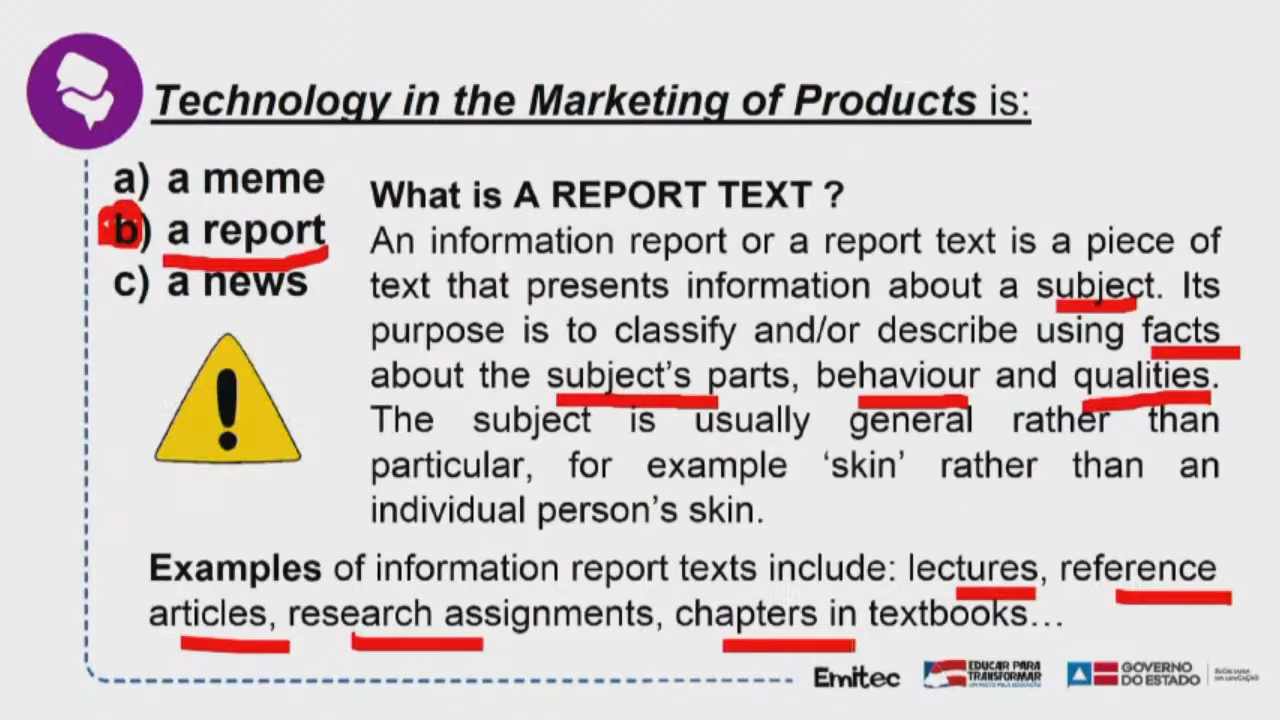 Technology in the Marketing of Products is:
a) a meme
b) a report
c) a news
What is A REPORT TEXT ?
An information report or a report text is a piece of
text that presents information about a subject. Its
purpose is to classify and/or describe using facts
about the subject's parts, behaviour and qualities.
The subject is usually general rather than
particular, for example ‘skin’ rather than an
individual person’s skin.
Examples of information report texts include: lectures, reference
articles, research assignments, chapters in textbooks…
Emitec
EDUCAR PARA
TRANSFORMAR
GOVERNO
DO ESTADO